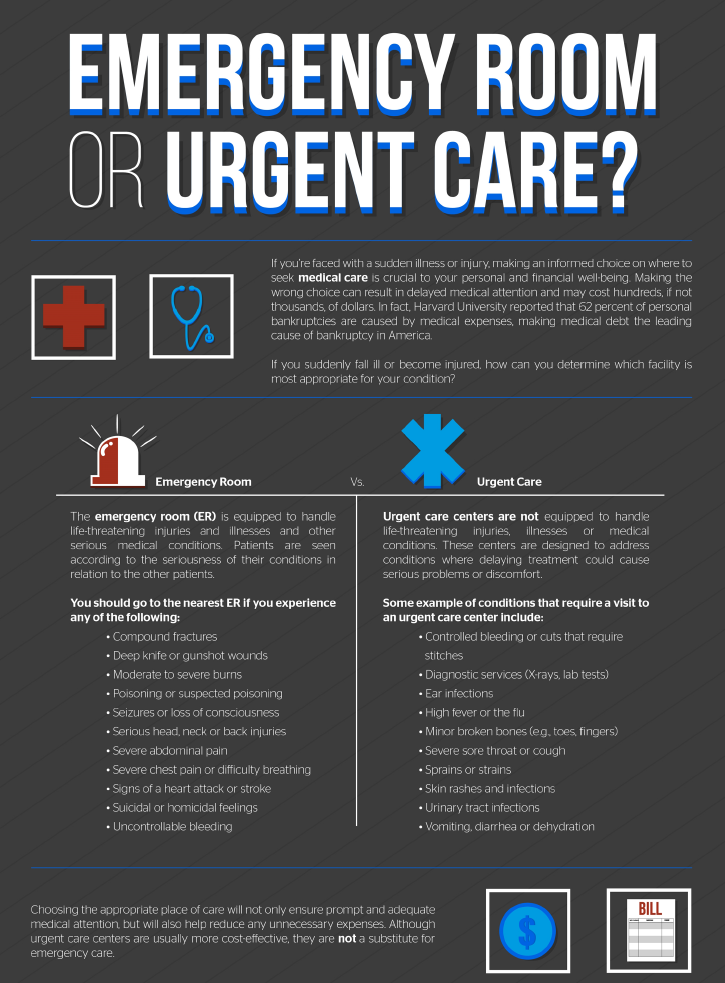 EMERGENCY ROOM
OR URGENT CARE?
If you're faced with a sudden illness or injury, making an informed choice on where to
seek medical care is crucial to your personal and financial well-being. Making the
wrong choice can result in delayed medical attention and may cost hundreds, if not
thousands, of dollars. In fact, Harvard University reported that 62 percent of personal
bankruptcies are caused by medical expenses, making medical debt the leading
cause of bankruptcy in America.
If you suddenly fall ill or become injured, how can you determine which facility is
most appropriate for your condition?
Emergency Room
Vs.
Urgent Care
The emergency room (ER) is equipped to handle
life-threatening injuries and illnesses and other
serious medical conditions. Patients are seen
according to the seriousness of their conditions in
relation to the other patients.
You should go to the nearest ER if you experience
any of the following:
• Compound fractures
• Deep knife or gunshot wounds
• Moderate to severe burns
• Poisoning or suspected poisoning
• Seizures or loss of consciousness
• Serious head, neck or back injuries
• Severe abdominal pain
• Severe chest pain or difficulty breathing
• Signs of a heart attack or stroke
• Suicidal or homicidal feelings
• Uncontrollable bleeding
Urgent care centers are not equipped to handle
life-threatening injuries, illnesses or medical
conditions. These centers are designed to address
conditions where delaying treatment could cause
serious problems or discomfort.
Some example of conditions that require a visit to
an urgent care center include:
• Controlled bleeding or cuts that require
stitches
• Diagnostic services (X-rays, lab tests)
• Ear infections
• High fever or the flu
• Minor broken bones (e.g., toes, fingers)
• Severe sore throat or cough
• Sprains or strains
• Skin rashes and infections
• Urinary tract infections
• Vomiting, diarrhea or dehydration
Choosing the appropriate place of care will not only ensure prompt and adequate
medical attention, but will also help reduce any unnecessary expenses. Although
urgent care centers are usually more cost-effective, they are not a substitute for
emergency care.
$
BILL